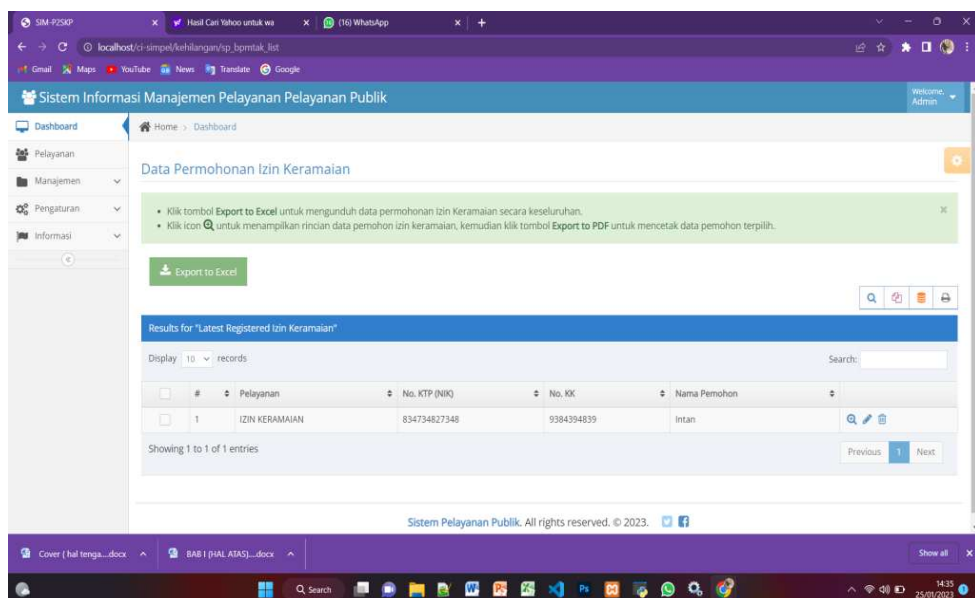 SIM-P2SKP
Hasil Cari Yahoo untuk wa
(16) WhatsApp
localhost/ci-simpel/kehilangan/sp_bpmtak_list
Gmail Maps YouTube News Translate Google
Sistem Informasi Manajemen Pelayanan Pelayanan Publik
Welcome,
Admin
Dashboard
Home > Dashboard
Pelayanan
Manajemen
Pengaturan
Informasi
Data Permohonan Izin Keramaian
Klik tombol Export to Excel untuk mengunduh data permohonan Izin Keramaian secara keseluruhan.
Klik icon untuk menampilkan rincian data pemohon izin keramaian, kemudian klik tombol Export to PDF untuk mencetak data pemohon terpilih.
Export to Excel
Results for "Latest Registered Izin Keramaian"
Display 10 records
Search:
# Pelayanan No. KTP (NIK) No. KK Nama Pemohon
1 IZIN KERAMAIAN 834734827348 9384394839 Intan
Showing 1 to 1 of 1 entries
Previous 1 Next
Sistem Pelayanan Publik. All rights reserved. © 2023.
Cover ( hal tenga....docx
BAB I (HAL ATAS)....docx
Show all
Search
14:35
25/01/2023